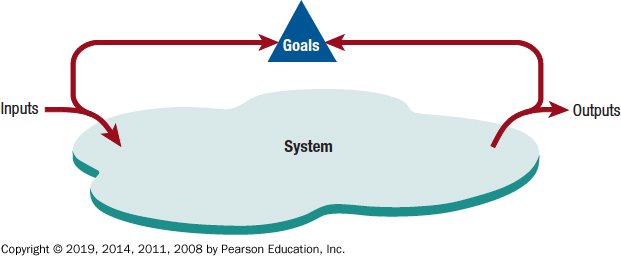 Goals
Inputs
Outputs
System
Copyright © 2019, 2014, 2011, 2008 by Pearson Education, Inc.